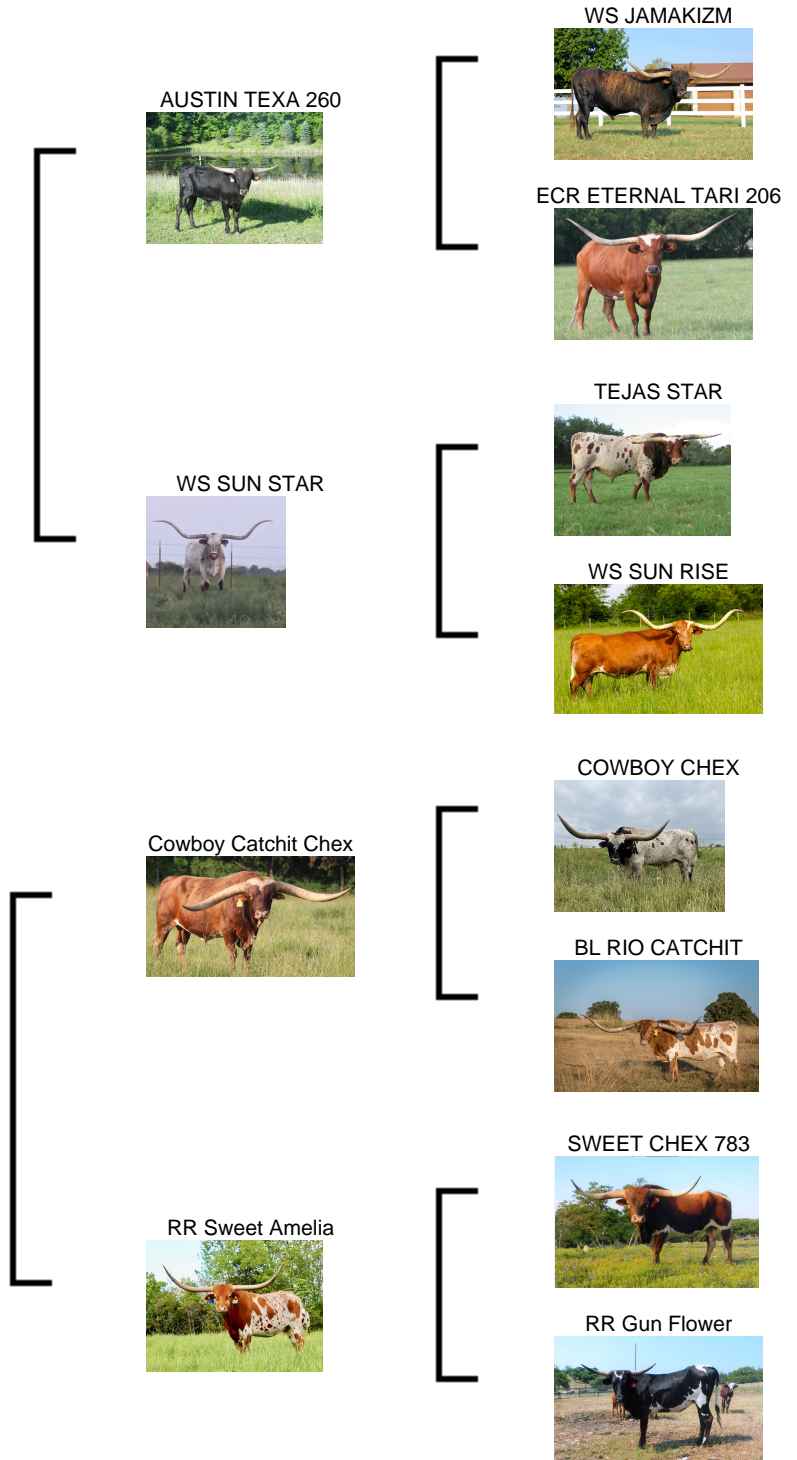 WS JAMAKIZM
AUSTIN TEXA 260
ECR ETERNAL TARI 206
TEJAS STAR
WS SUN STAR
WS SUN RISE
COWBOY CHEX
Cowboy Catchit Chex
BL RIO CATCHIT
SWEET CHEX 783
RR Sweet Amelia
RR Gun Flower